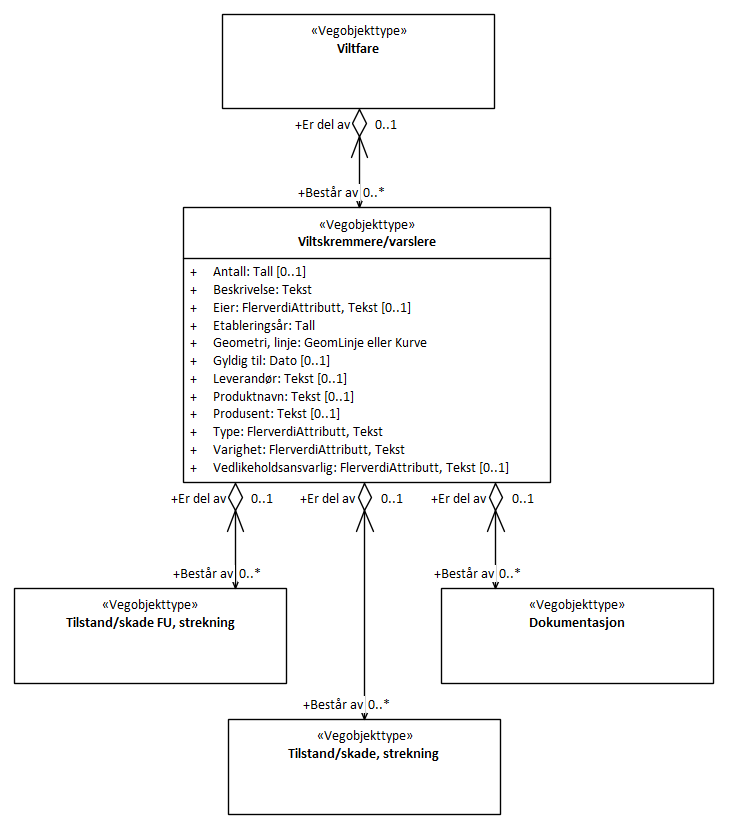 «Vegobjekttype»
Viltfare
+Er del av 0..1
+Består av 0..*
«Vegobjekttype»
Viltskremmere/varslere
+ Antall: Tall [0..1]
+ Beskrivelse: Tekst
+ Eier: FlerverdiAttributt, Tekst [0..1]
+ Etableringsår: Tall
+ Geometri, linje: GeomLinje eller Kurve
+ Gyldig til: Dato [0..1]
+ Leverandør: Tekst [0..1]
+ Produktnavn: Tekst [0..1]
+ Produsent: Tekst [0..1]
+ Type: FlerverdiAttributt, Tekst
+ Varighet: FlerverdiAttributt, Tekst
+ Vedlikeholdsansvarlig: FlerverdiAttributt, Tekst [0..1]
+Er del av 0..1 +Er del av 0..1 +Er del av 0..1
+Består av 0..* +Består av 0..*
«Vegobjekttype»
Tilstand/skade FU, strekning
«Vegobjekttype»
Dokumentasjon
+Består av 0..*
«Vegobjekttype»
Tilstand/skade, strekning